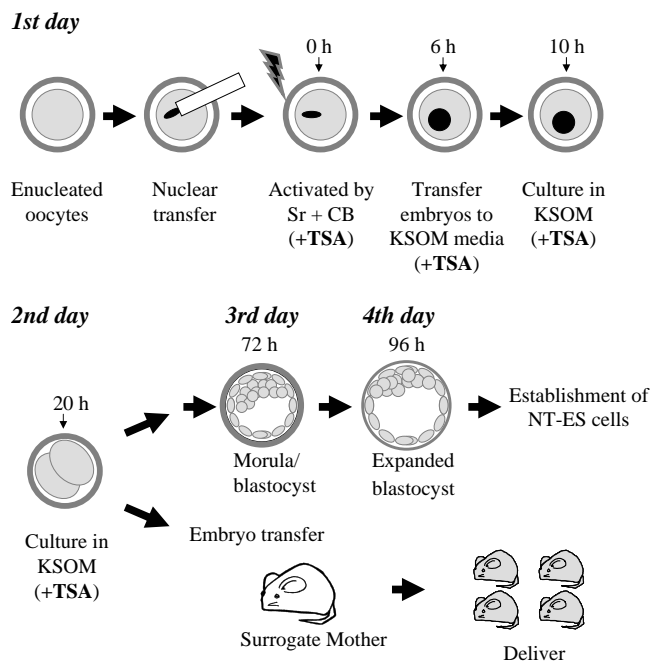 1st day
0 h
6 h
10 h
Enucleated
oocytes
Nuclear
transfer
Activated by
Sr + CB
(+TSA)
Transfer
embryos to
KSOM media
(+TSA)
Culture in
KSOM
(+TSA)
2nd day
3rd day
4th day
72 h
96 h
20 h
Establishment of
NT-ES cells
Morula/
blastocyst
Expanded
blastocyst
Culture in
KSOM
(+TSA)
Embryo transfer
Surrogate Mother
Deliver